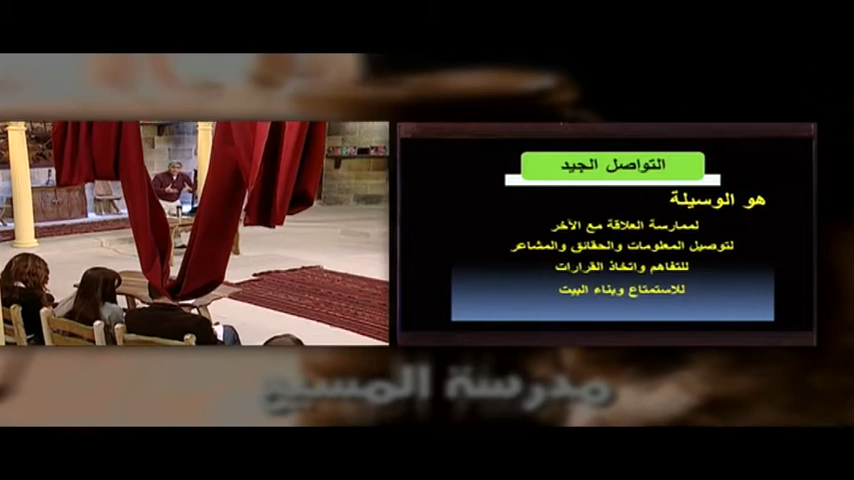 التواصل الجيد
هو الوسيلة
لممارسة العلاقة مع الآخر
لتوصيل المعلومات والحقائق والمشاعر
للتفاهم واتخاذ القرارات
للاستمتاع وبناء البيت
مدرسة المسيح